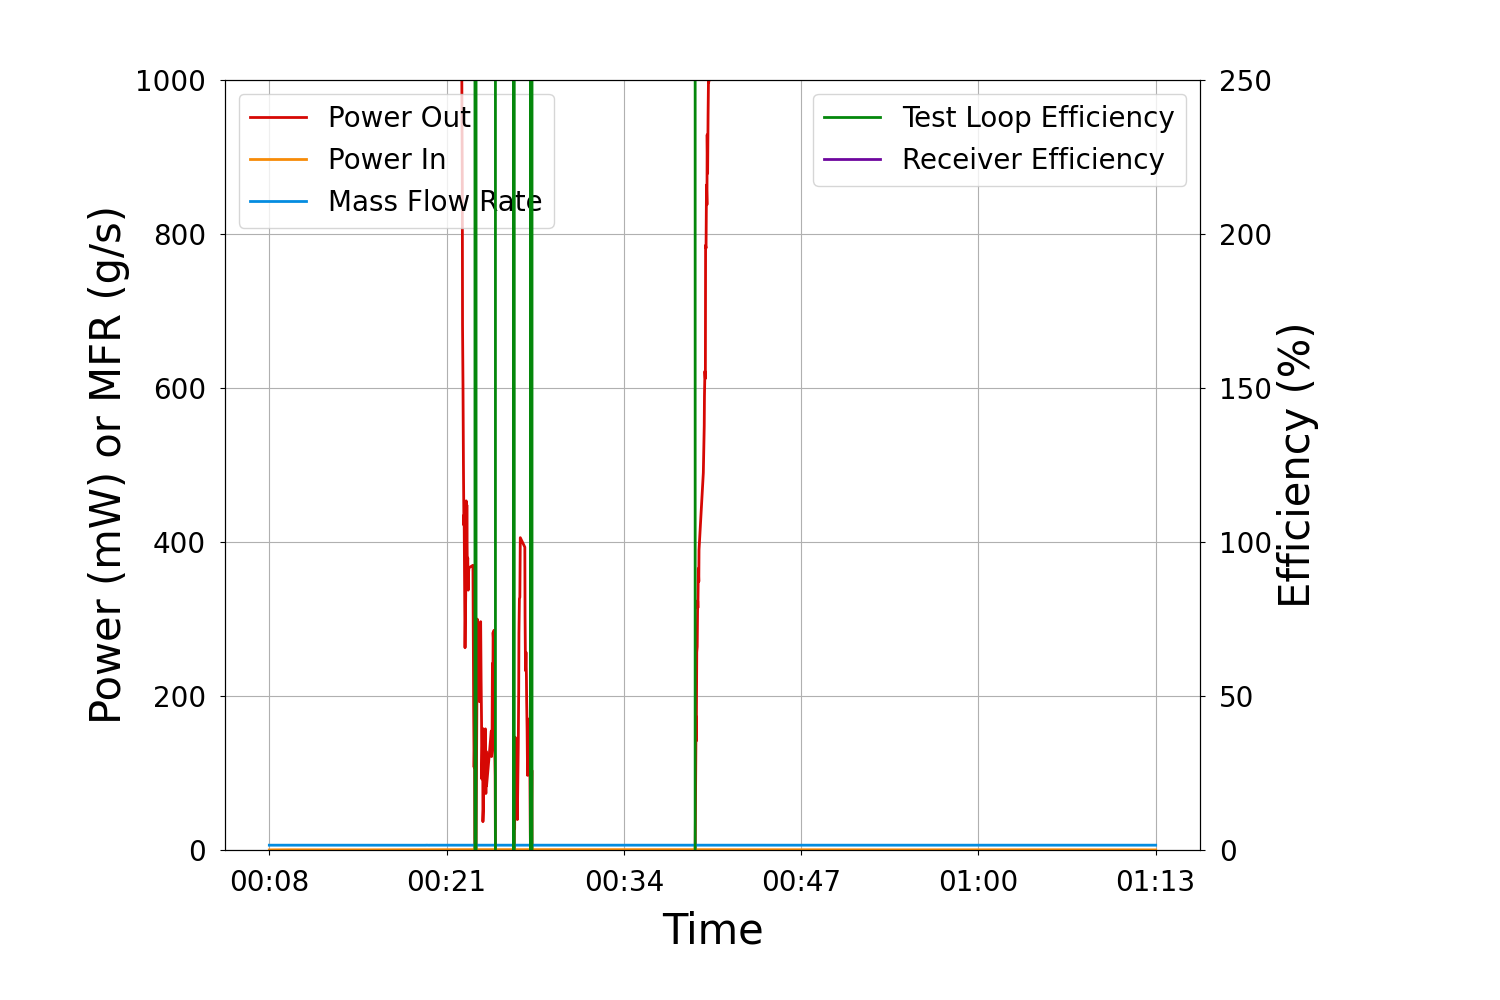 Power Out
Power In
Mass Flow Rate
Test Loop Efficiency
Receiver Efficiency
Power (mW) or MFR (g/s)
1000
800
600
400
200
0
250
200
150
100
50
0
Efficiency (%)
00:08
00:21
00:34
00:47
01:00
01:13
Time